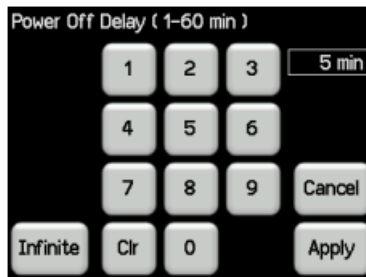 Power Off Delay ( 1-60 min )
1 2 3 5 min
4 5 6
7 8 9 Cancel
Infinite Clr 0 Apply